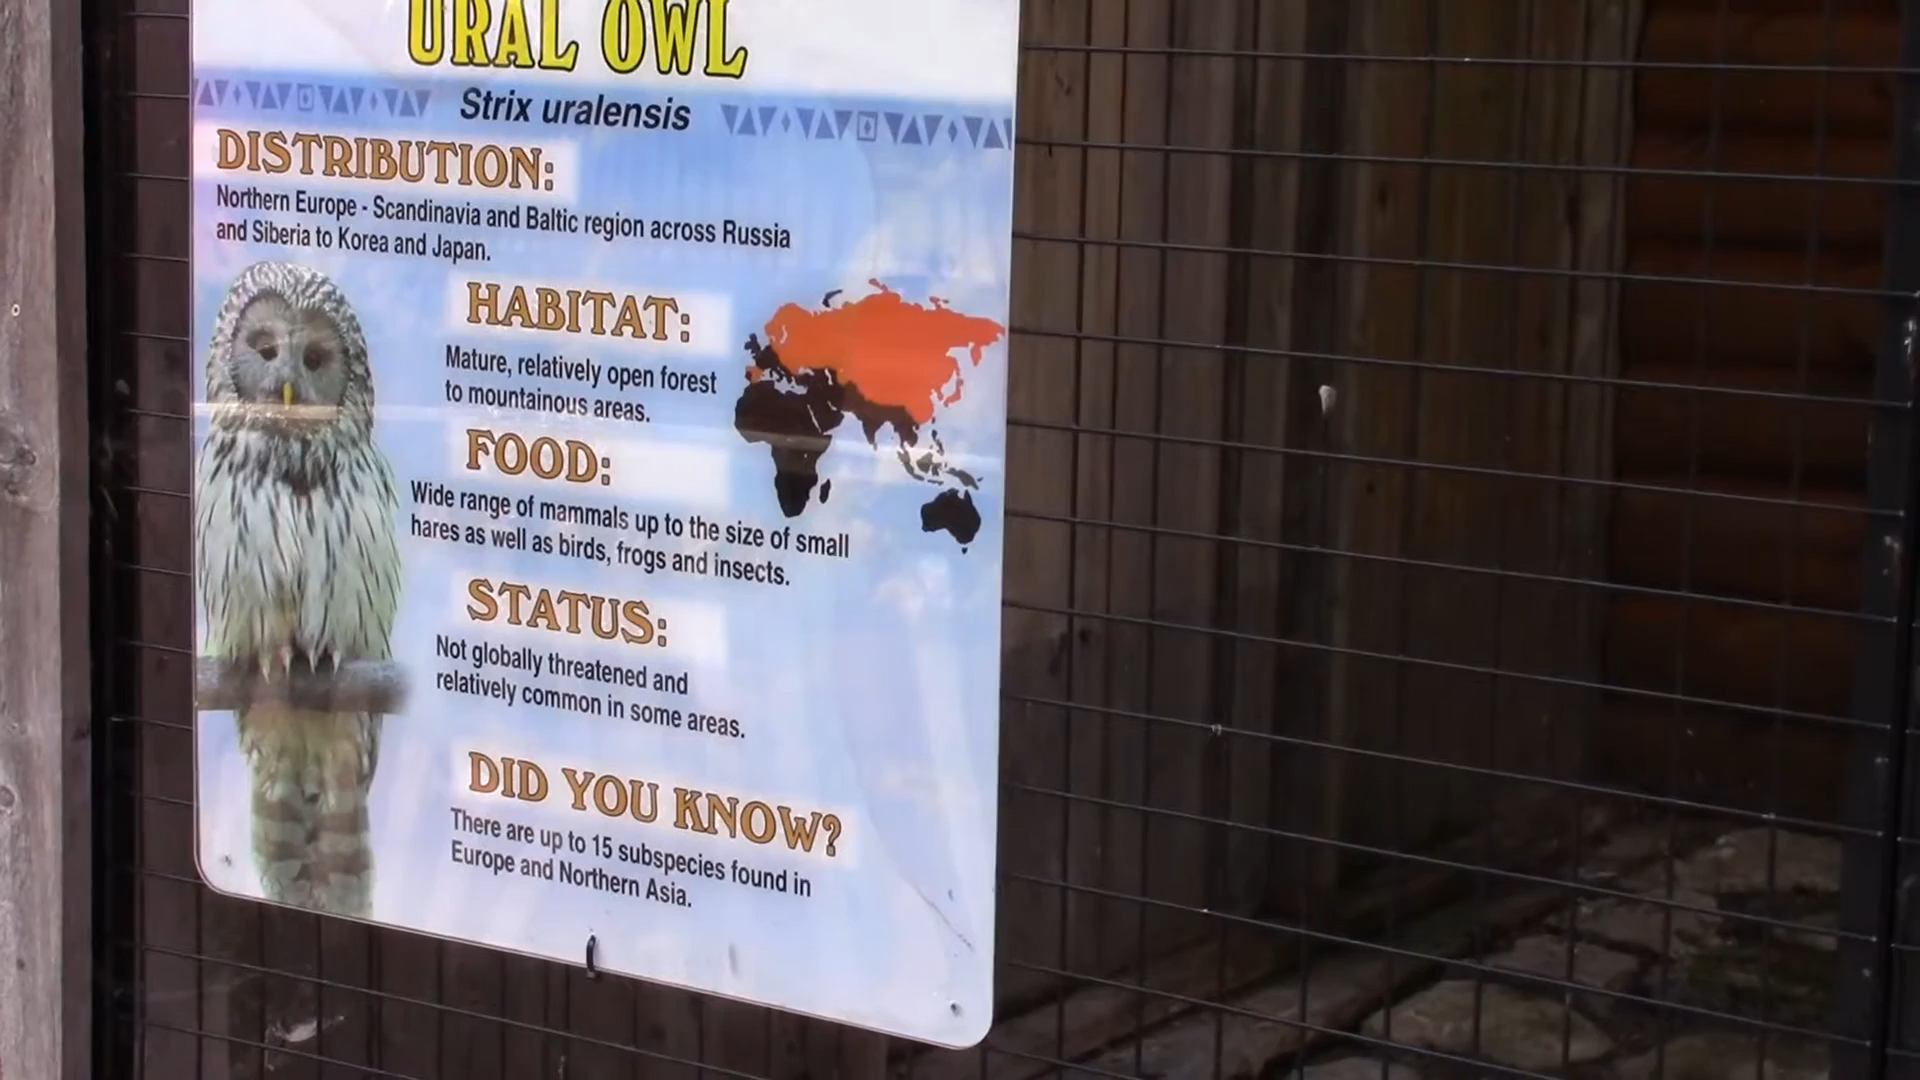 URAL OWL
Strix uralensis
DISTRIBUTION:
Northern Europe - Scandinavia and Baltic region across Russia
and Siberia to Korea and Japan.
HABITAT:
Mature, relatively open forest
to mountainous areas.
FOOD:
Wide range of mammals up to the size of small
hares as well as birds, frogs and insects.
STATUS:
Not globally threatened and
relatively common in some areas.
DID YOU KNOW?
There are up to 15 subspecies found in
Europe and Northern Asia.